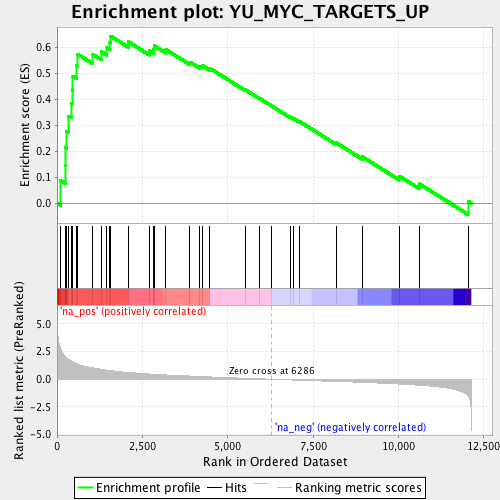 Enrichment plot: YU_MYC_TARGETS_UP
Enrichment score (ES)
0.6
0.5
0.4
0.3
0.2
0.1
0.0
'na_pos' (positively correlated)
Ranked list metric (PreRanked)
5.0
2.5
0.0
-2.5
-5.0
Zero cross at 6286
'na_neg' (negatively correlated)
0 2,500 5,000 7,500 10,000 12,500
Rank in Ordered Dataset
Enrichment profile Hits Ranking metric scores